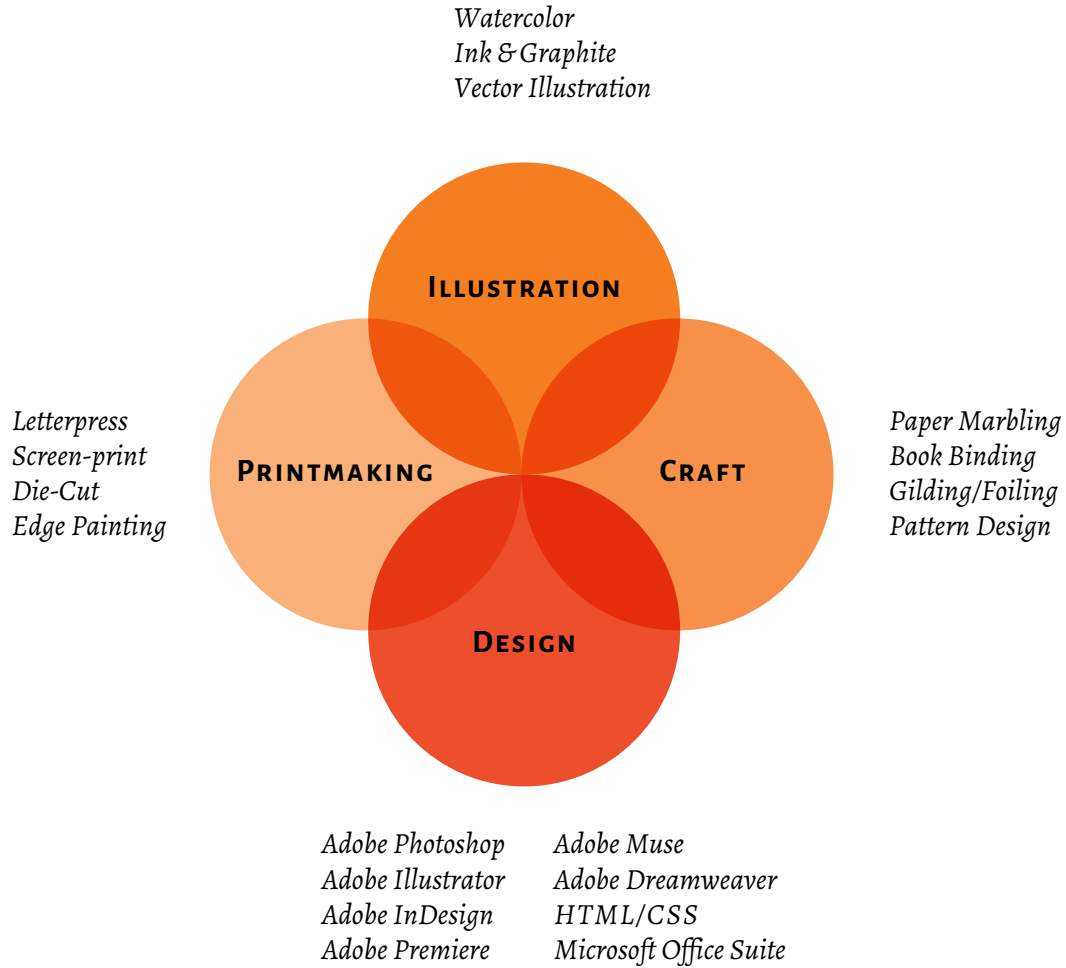 Watercolor
Ink & Graphite
Vector Illustration
Illustration
Letterpress
Screen-print
Die-Cut
Edge Painting
Printmaking
Craft
Paper Marbling
Book Binding
Gilding/Foiling
Pattern Design
Design
Adobe Photoshop
Adobe Illustrator
Adobe InDesign
Adobe Premiere
Adobe Muse
Adobe Dreamweaver
HTML/CSS
Microsoft Office Suite